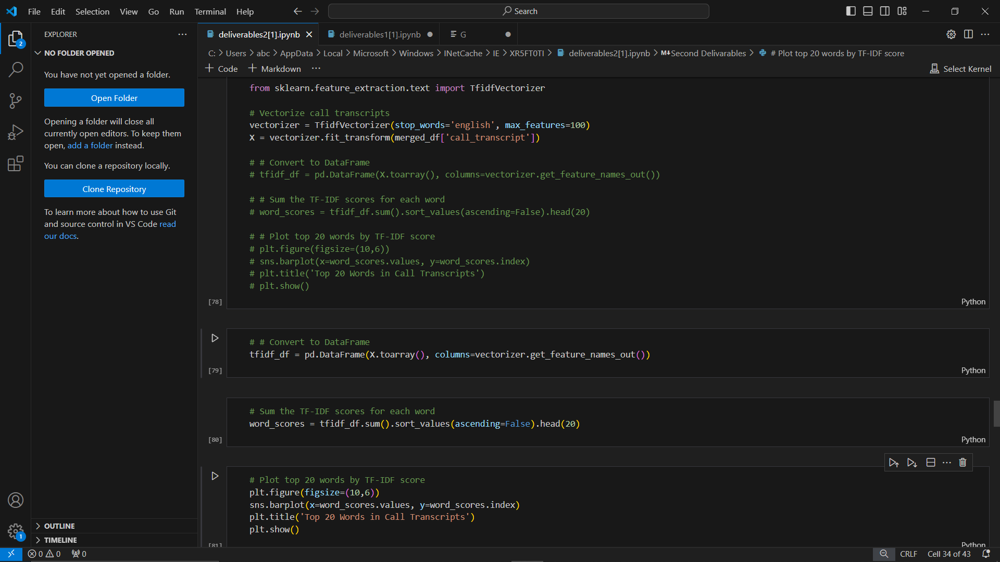 File Edit Selection View Go Run Terminal Help
Search
EXPLORER
NO FOLDER OPENED
You have not yet opened a folder.
Open Folder
Opening a folder will close all
currently open editors. To keep them
open, add a folder instead.
You can clone a repository locally.
Clone Repository
To learn more about how to use Git
and source control in VS Code read
our docs.
OUTLINE
TIMELINE
2
1
deliverables2[1].ipynb
deliverables1[1].ipynb
G
C: > Users > abc > AppData > Local > Microsoft > Windows > INetCache > IE > XR5FT0TI > deliverables2[1].ipynb > M↓Second Delivarables > # Plot top 20 words by TF-IDF score
+ Code + Markdown ···
Select Kernel
from sklearn.feature_extraction.text import TfidfVectorizer
# Vectorize call transcripts
vectorizer = TfidfVectorizer(stop_words='english', max_features=100)
X = vectorizer.fit_transform(merged_df['call_transcript'])
# # Convert to DataFrame
# tfidf_df = pd.DataFrame(X.toarray(), columns=vectorizer.get_feature_names_out())
# # Sum the TF-IDF scores for each word
# word_scores = tfidf_df.sum().sort_values(ascending=False).head(20)
# # Plot top 20 words by TF-IDF score
# plt.figure(figsize=(10,6))
# sns.barplot(x=word_scores.values, y=word_scores.index)
# plt.title('Top 20 Words in Call Transcripts')
# plt.show()
[78]
Python
# # Convert to DataFrame
tfidf_df = pd.DataFrame(X.toarray(), columns=vectorizer.get_feature_names_out())
[79]
Python
# Sum the TF-IDF scores for each word
word_scores = tfidf_df.sum().sort_values(ascending=False).head(20)
[80]
Python
# Plot top 20 words by TF-IDF score
plt.figure(figsize=(10,6))
sns.barplot(x=word_scores.values, y=word_scores.index)
plt.title('Top 20 Words in Call Transcripts')
plt.show()
[81]
Python
0 0 0
CRLF
Cell 34 of 43